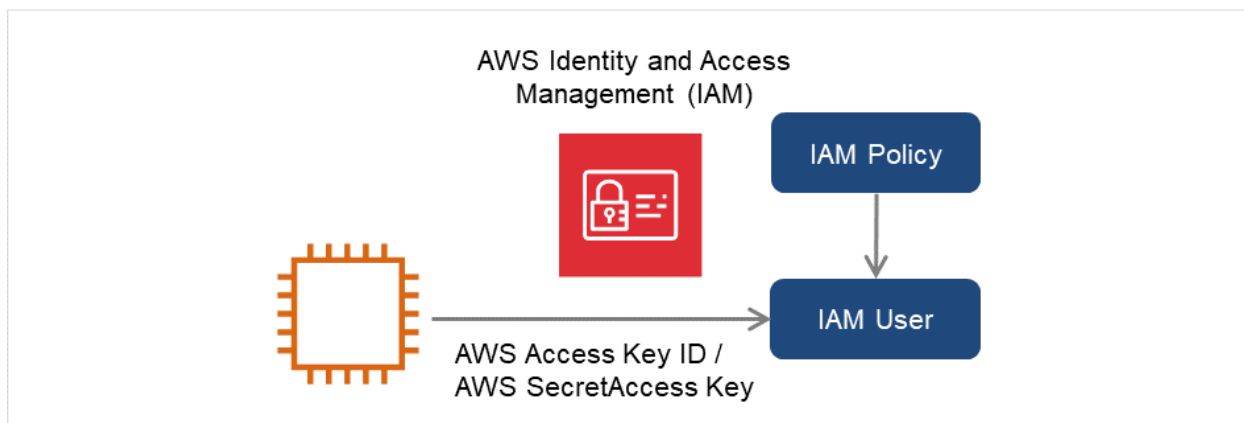 AWS Identity and Access
Management (IAM)
IAM Policy
IAM User
AWS Access Key ID /
AWS SecretAccess Key